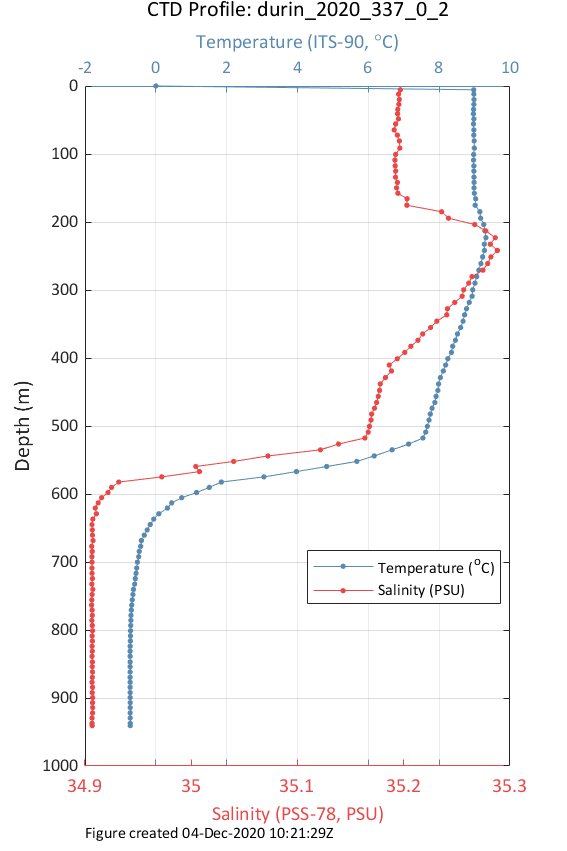 CTD Profile: durin_2020_337_0_2
Temperature (ITS-90, °C)
-2 0 2 4 6 8 10
0
100
200
300
400
500
600
700
800
900
1000
Depth (m)
Temperature (°C)
Salinity (PSU)
34.9 35 35.1 35.2 35.3
Salinity (PSS-78, PSU)
Figure created 04-Dec-2020 10:21:29Z